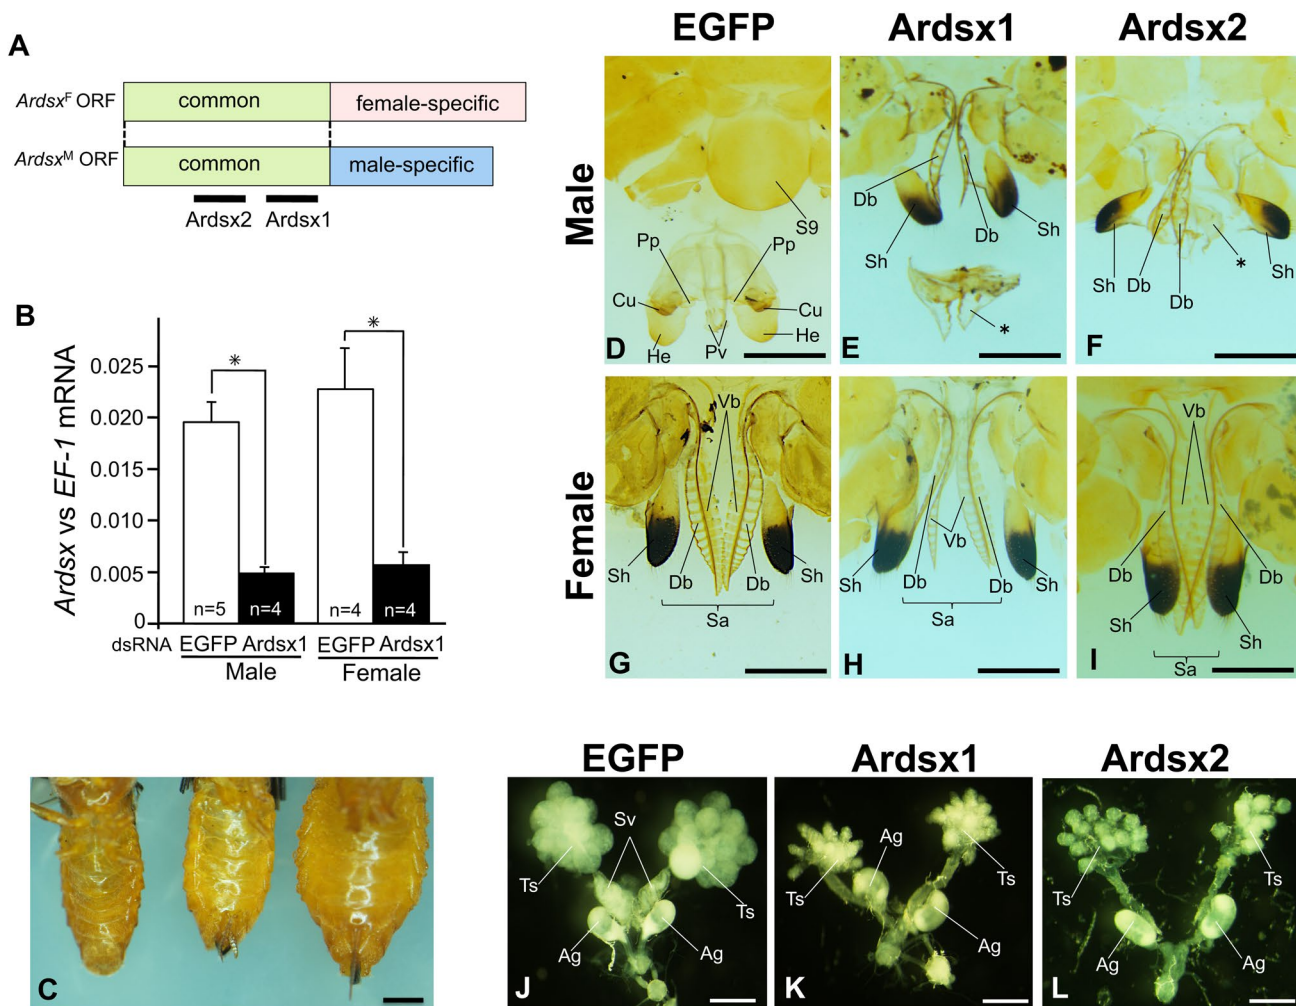 A
Ardsx^F ORF
common
female-specific
Ardsx^M ORF
common
male-specific
Ardsx2
Ardsx1
B
Ardsx vs EF-1 mRNA
0.025
0.020
0.015
0.010
0.005
0
*
*
n=5
n=4
n=4
n=4
dsRNA
EGFP Ardsx1
EGFP Ardsx1
Male
Female
C
EGFP
Ardsx1
Ardsx2
Male
Female
S9
Pp
Pp
Cu
Cu
He
He
Pv
D
Db
Db
Sh
Sh
*
E
Sh
Db
Db
Sh
*
F
Vb
Sh
Db
Db
Sh
Sa
G
Vb
Sh
Db
Db
Sh
Sa
H
Vb
Db
Db
Sh
Sh
Sa
I
EGFP
Ardsx1
Ardsx2
Sv
Ts
Ts
Ag
Ag
J
Ag
Ts
Ts
Ag
K
Ts
Ts
Ag
Ag
L